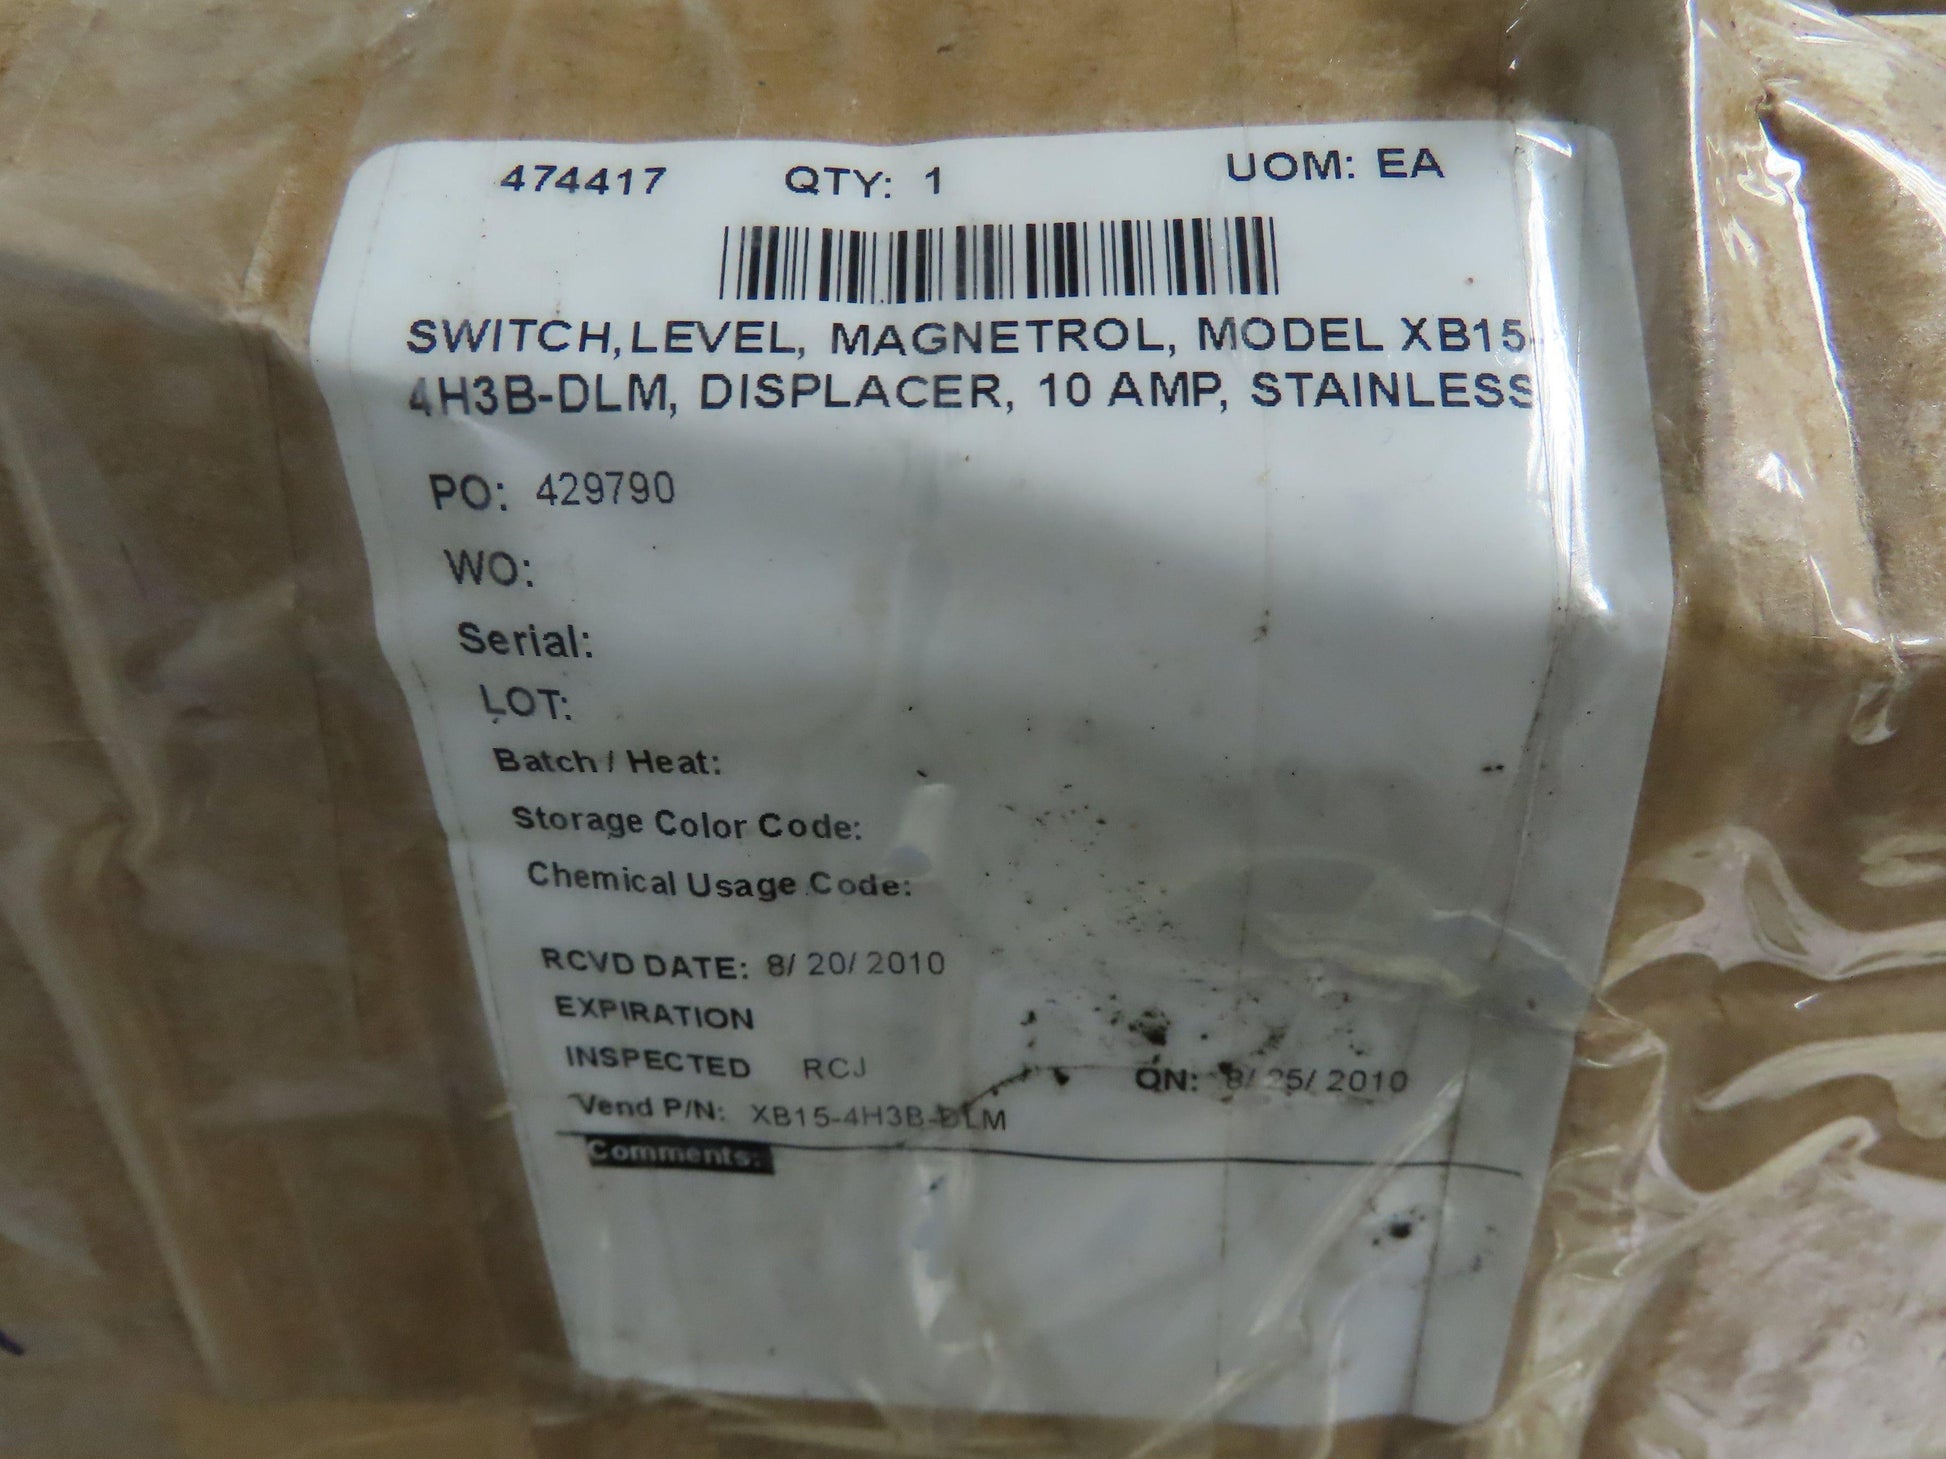 474417 QTY: 1 UOM: EA
SWITCH,LEVEL, MAGNETROL, MODEL XB15-
4H3B-DLM, DISPLACER, 10 AMP, STAINLESS
PO: 429790
WO:
Serial:
LOT:
Batch / Heat:
Storage Color Code:
Chemical Usage Code:
RCVD DATE: 8/ 20/ 2010
EXPIRATION
INSPECTED RCJ ON: 8/ 25/ 2010
Vend P/N: XB15-4H3B-DLM
Comments: